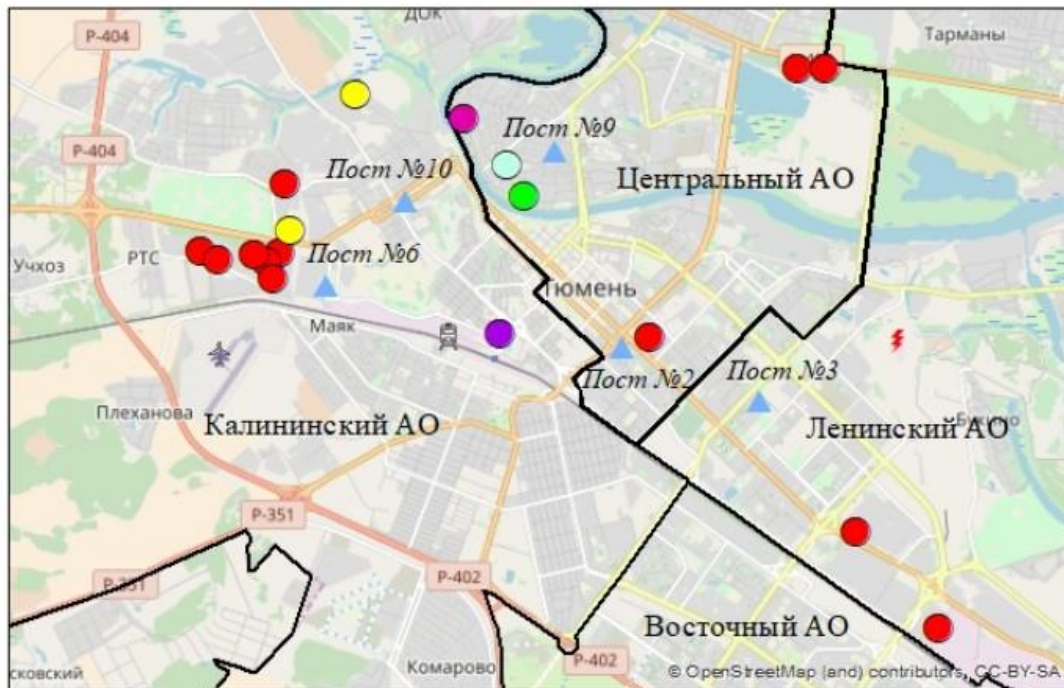 ДОК
Р-404
Тарманы
Р-404
Пост №9
Пост №10
Центральный АО
Учхоз
РТС
Пост №6
Тюмень
Маяк
Пост №2
Пост №3
Плеханова
Калининский АО
Ленинский АО
Р-351
Р-351
Р-402
Восточный АО
Комарово
Р-402
© OpenStreetMap (and) contributors, CC-BY-SA